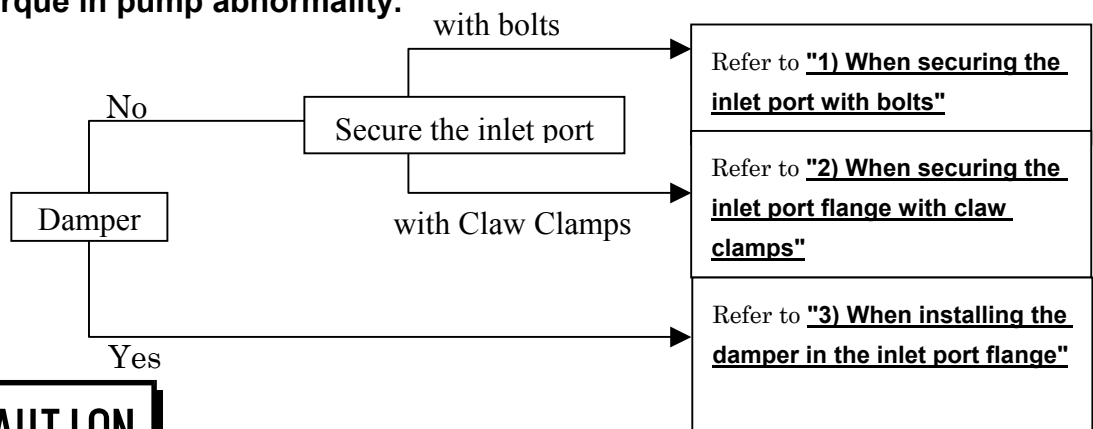 in pump abnormality.
with bolts
Refer to "1) When securing the
inlet port with bolts"
No
Secure the inlet port
Refer to "2) When securing the
inlet port flange with claw
clamps"
Damper
with Claw Clamps
Refer to "3) When installing the
damper in the inlet port flange"
Yes